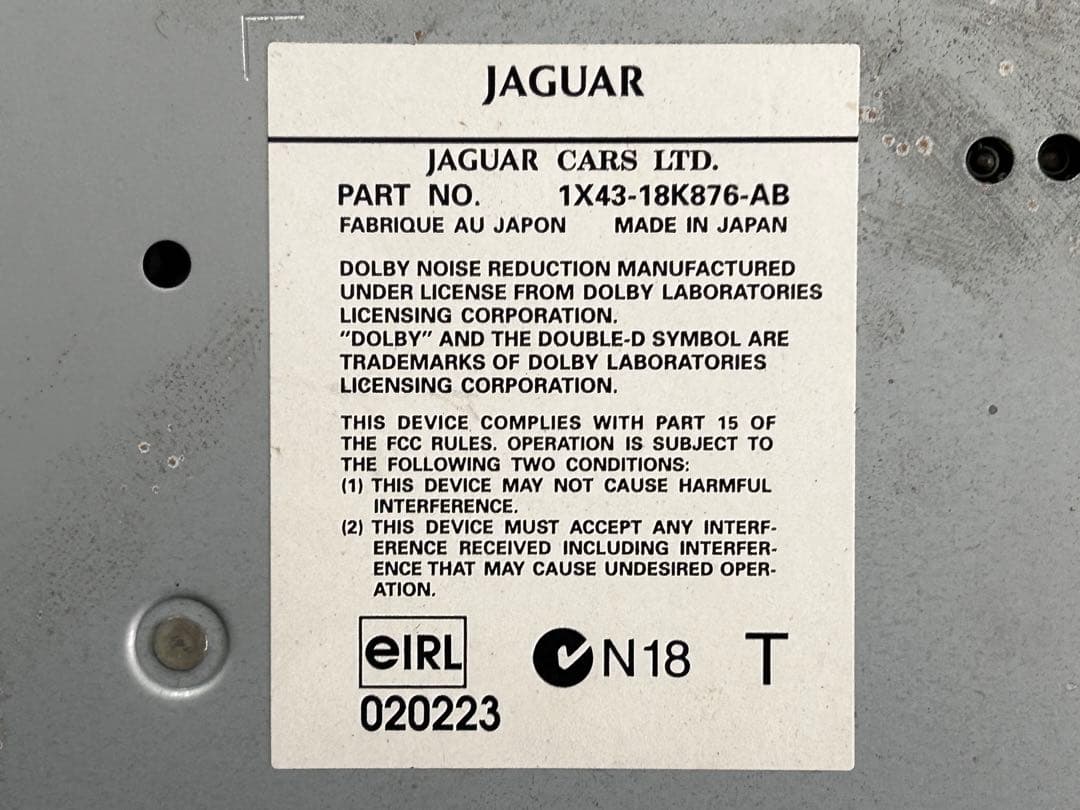 JAGUAR
JAGUAR CARS LTD.
PART NO. 1X43-18K876-AB
FABRIQUE AU JAPON MADE IN JAPAN
DOLBY NOISE REDUCTION MANUFACTURED
UNDER LICENSE FROM DOLBY LABORATORIES
LICENSING CORPORATION.
"DOLBY" AND THE DOUBLE-D SYMBOL ARE
TRADEMARKS OF DOLBY LABORATORIES
LICENSING CORPORATION.
THIS DEVICE COMPLIES WITH PART 15 OF
THE FCC RULES. OPERATION IS SUBJECT TO
THE FOLLOWING TWO CONDITIONS:
(1) THIS DEVICE MAY NOT CAUSE HARMFUL
INTERFERENCE.
(2) THIS DEVICE MUST ACCEPT ANY INTERF-
ERENCE RECEIVED INCLUDING INTERFER-
ENCE THAT MAY CAUSE UNDESIRED OPER-
ATION.
eIRL N18 T
020223